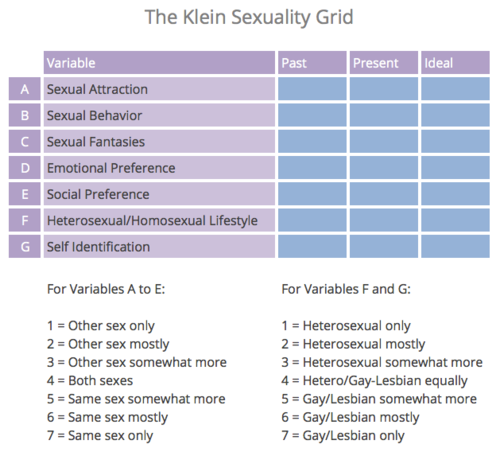 The Klein Sexuality Grid
Variable Past Present Ideal
A Sexual Attraction
B Sexual Behavior
C Sexual Fantasies
D Emotional Preference
E Social Preference
F Heterosexual/Homosexual Lifestyle
G Self Identification
For Variables A to E:
1 = Other sex only
2 = Other sex mostly
3 = Other sex somewhat more
4 = Both sexes
5 = Same sex somewhat more
6 = Same sex mostly
7 = Same sex only
For Variables F and G:
1 = Heterosexual only
2 = Heterosexual mostly
3 = Heterosexual somewhat more
4 = Hetero/Gay-Lesbian equally
5 = Gay/Lesbian somewhat more
6 = Gay/Lesbian mostly
7 = Gay/Lesbian only